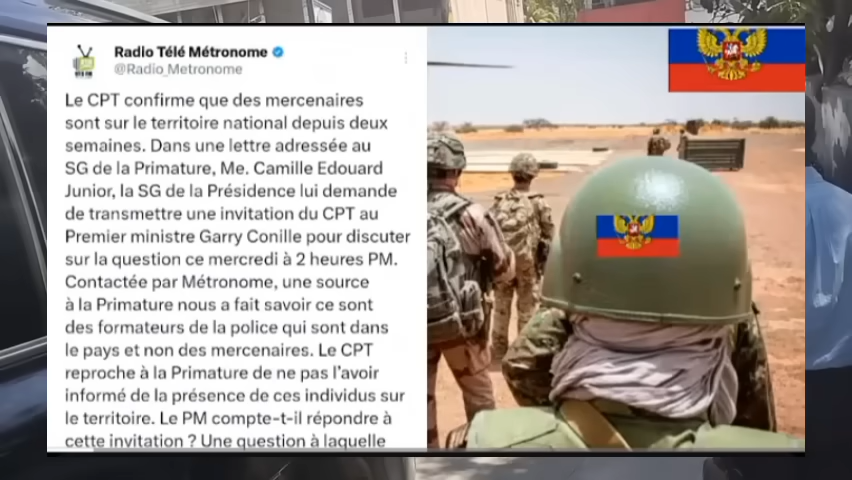 Radio Télé Métronome
@Radio_Metronome
Le CPT confirme que des mercenaires
sont sur le territoire national depuis deux
semaines. Dans une lettre adressée au
SG de la Primature, Me. Camille Edouard
Junior, la SG de la Présidence lui demande
de transmettre une invitation du CPT au
Premier ministre Garry Conille pour discuter
sur la question ce mercredi à 2 heures PM.
Contactée par Métronome, une source
à la Primature nous a fait savoir ce sont
des formateurs de la police qui sont dans
le pays et non des mercenaires. Le CPT
reproche à la Primature de ne pas l'avoir
informé de la présence de ces individus sur
le territoire. Le PM compte-t-il répondre à
cette invitation ? Une question à laquelle